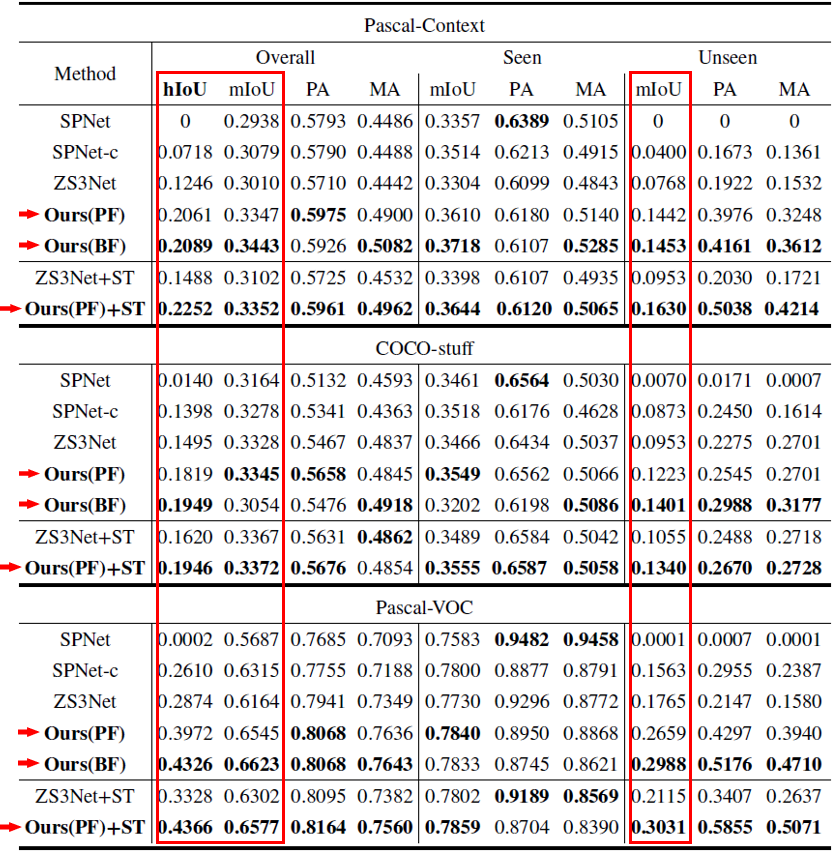 Pascal-Context
Method Overall Seen Unseen
hIoU mIoU PA MA mIoU PA MA mIoU PA MA
SPNet 0 0.2938 0.5793 0.4486 0.3357 0.6389 0.5105 0 0 0
SPNet-c 0.0718 0.3079 0.5790 0.4488 0.3514 0.6213 0.4915 0.0400 0.1673 0.1361
ZS3Net 0.1246 0.3010 0.5710 0.4442 0.3304 0.6099 0.4843 0.0768 0.1922 0.1532
Ours(PF) 0.2061 0.3347 0.5975 0.4900 0.3610 0.6180 0.5140 0.1442 0.3976 0.3248
Ours(BF) 0.2089 0.3443 0.5926 0.5082 0.3718 0.6107 0.5285 0.1453 0.4161 0.3612
ZS3Net+ST 0.1488 0.3102 0.5725 0.4532 0.3398 0.6107 0.4935 0.0953 0.2030 0.1721
Ours(PF)+ST 0.2252 0.3352 0.5961 0.4962 0.3644 0.6120 0.5065 0.1630 0.5038 0.4214
COCO-stuff
SPNet 0.0140 0.3164 0.5132 0.4593 0.3461 0.6564 0.5030 0.0070 0.0171 0.0007
SPNet-c 0.1398 0.3278 0.5341 0.4363 0.3518 0.6176 0.4628 0.0873 0.2450 0.1614
ZS3Net 0.1495 0.3328 0.5467 0.4837 0.3466 0.6434 0.5037 0.0953 0.2275 0.2701
Ours(PF) 0.1819 0.3345 0.5658 0.4845 0.3549 0.6562 0.5066 0.1223 0.2545 0.2701
Ours(BF) 0.1949 0.3054 0.5476 0.4918 0.3202 0.6198 0.5086 0.1401 0.2988 0.3177
ZS3Net+ST 0.1620 0.3367 0.5631 0.4862 0.3489 0.6584 0.5042 0.1055 0.2488 0.2718
Ours(PF)+ST 0.1946 0.3372 0.5676 0.4854 0.3555 0.6587 0.5058 0.1340 0.2670 0.2728
Pascal-VOC
SPNet 0.0002 0.5687 0.7685 0.7093 0.7583 0.9482 0.9458 0.0001 0.0007 0.0001
SPNet-c 0.2610 0.6315 0.7755 0.7188 0.7800 0.8877 0.8791 0.1563 0.2955 0.2387
ZS3Net 0.2874 0.6164 0.7941 0.7349 0.7730 0.9296 0.8772 0.1765 0.2147 0.1580
Ours(PF) 0.3972 0.6545 0.8068 0.7636 0.7840 0.8950 0.8868 0.2659 0.4297 0.3940
Ours(BF) 0.4326 0.6623 0.8068 0.7643 0.7833 0.8745 0.8621 0.2988 0.5176 0.4710
ZS3Net+ST 0.3328 0.6302 0.8095 0.7382 0.7802 0.9189 0.8569 0.2115 0.3407 0.2637
Ours(PF)+ST 0.4366 0.6577 0.8164 0.7560 0.7859 0.8704 0.8390 0.3031 0.5855 0.5071